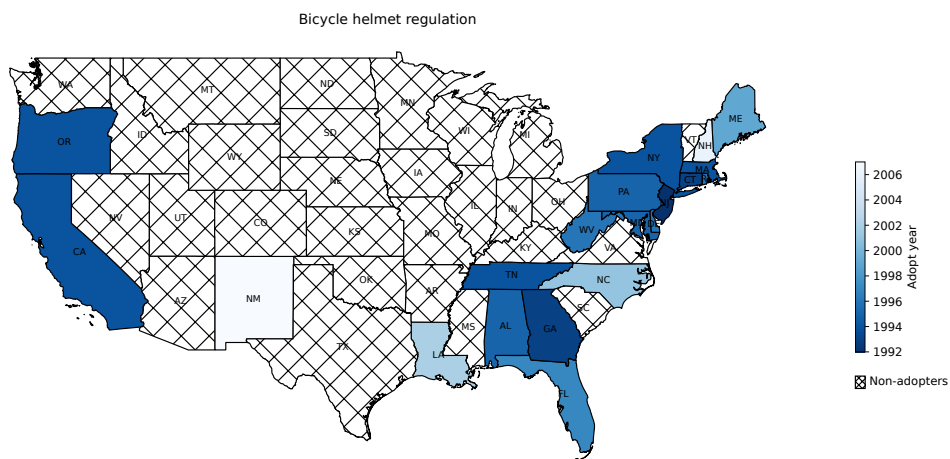 Bicycle helmet regulation
WA
MT
ND
MN
ME
OR
ID
SD
WI
MI
VT
NH
WY
NY
MA
IA
NE
PA
CT
NV
UT
CO
IL
IN
OH
NJ
KS
MO
WV
MD
DE
CA
KY
VA
AZ
NM
OK
AR
TN
NC
SC
TX
LA
MS
AL
GA
FL
2006
2004
2002
2000
1998
1996
1994
1992
Adopt year
Non-adopters